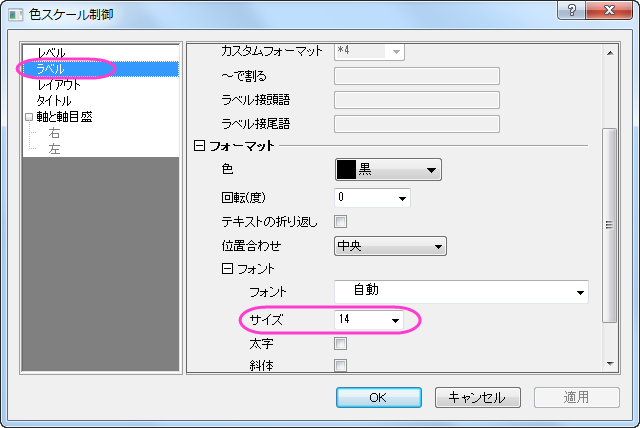 色スケール制御
レベル
ラベル
レイアウト
タイトル
軸と軸目盛
右
左
カスタムフォーマット *4
～で割る
ラベル接頭語
ラベル接尾語
フォーマット
色 黒
回転(度) 0
テキストの折り返し
位置合わせ 中央
フォント
フォント 自動
サイズ 14
太字
斜体
OK キャンセル 適用